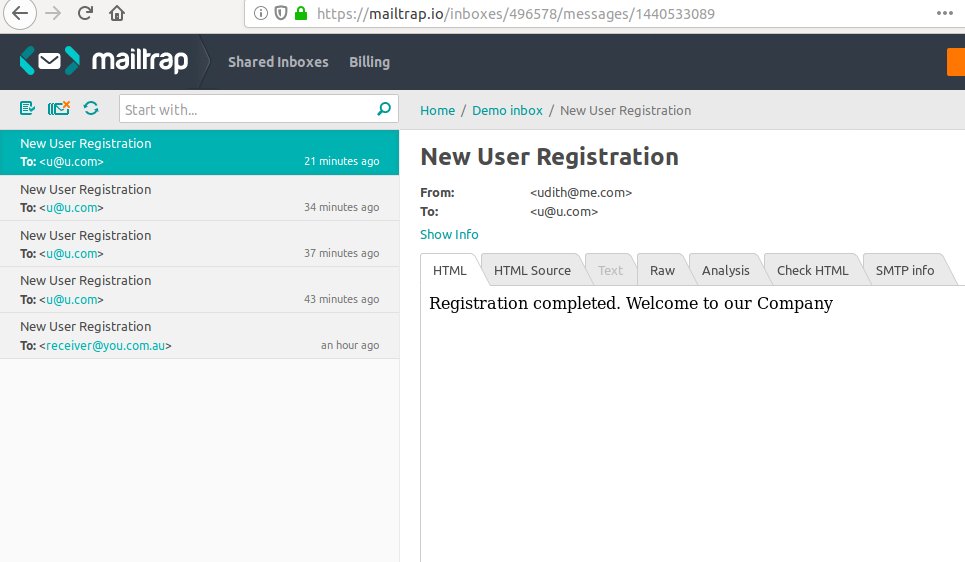 https://mailtrap.io/inboxes/496578/messages/1440533089
mailtrap Shared Inboxes Billing
Start with...
Home / Demo inbox / New User Registration
New User Registration
To: <u@u.com> 21 minutes ago
New User Registration
To: <u@u.com> 34 minutes ago
New User Registration
To: <u@u.com> 37 minutes ago
New User Registration
To: <u@u.com> 43 minutes ago
New User Registration
To: <receiver@you.com.au> an hour ago
New User Registration
From: <udith@me.com>
To: <u@u.com>
Show Info
HTML HTML Source Text Raw Analysis Check HTML SMTP info
Registration completed. Welcome to our Company